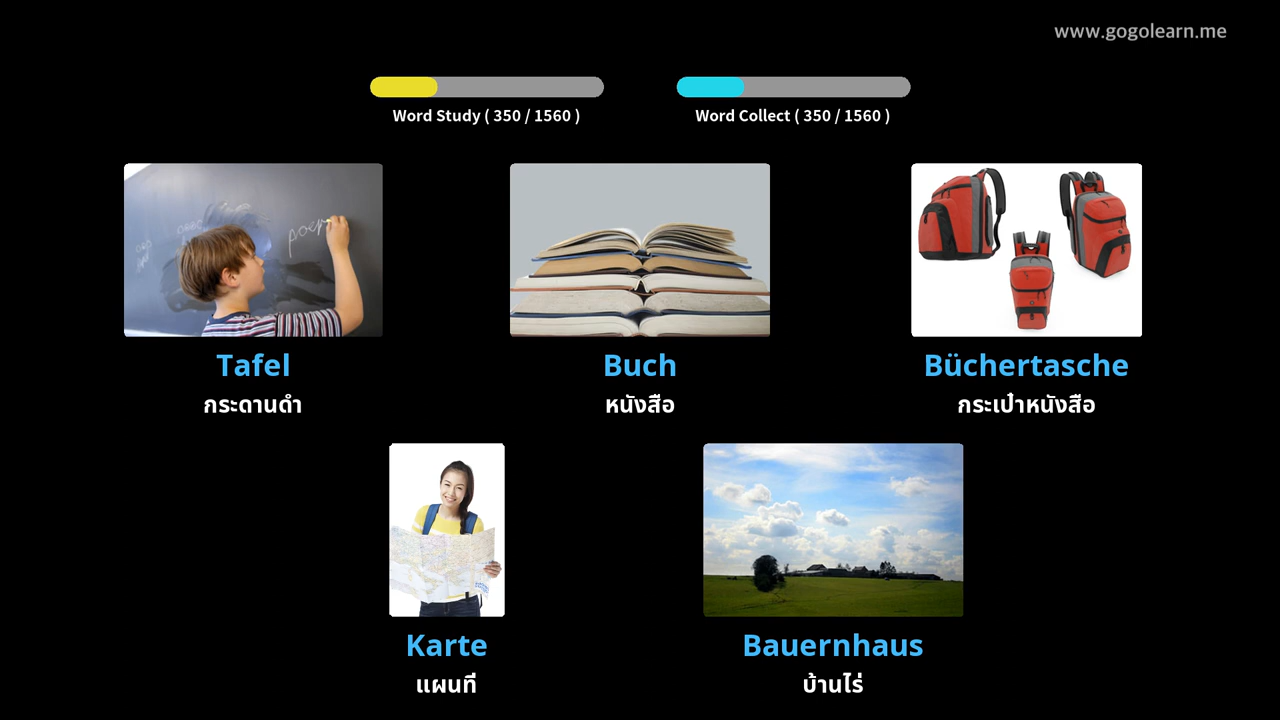 www.gogolearn.me
Word Study ( 350 / 1560 )
Word Collect ( 350 / 1560 )
poem
Tafel
กระดานดำ
Buch
หนังสือ
Büchertasche
กระเป๋าหนังสือ
Karte
แผนที่
Bauernhaus
บ้านไร่